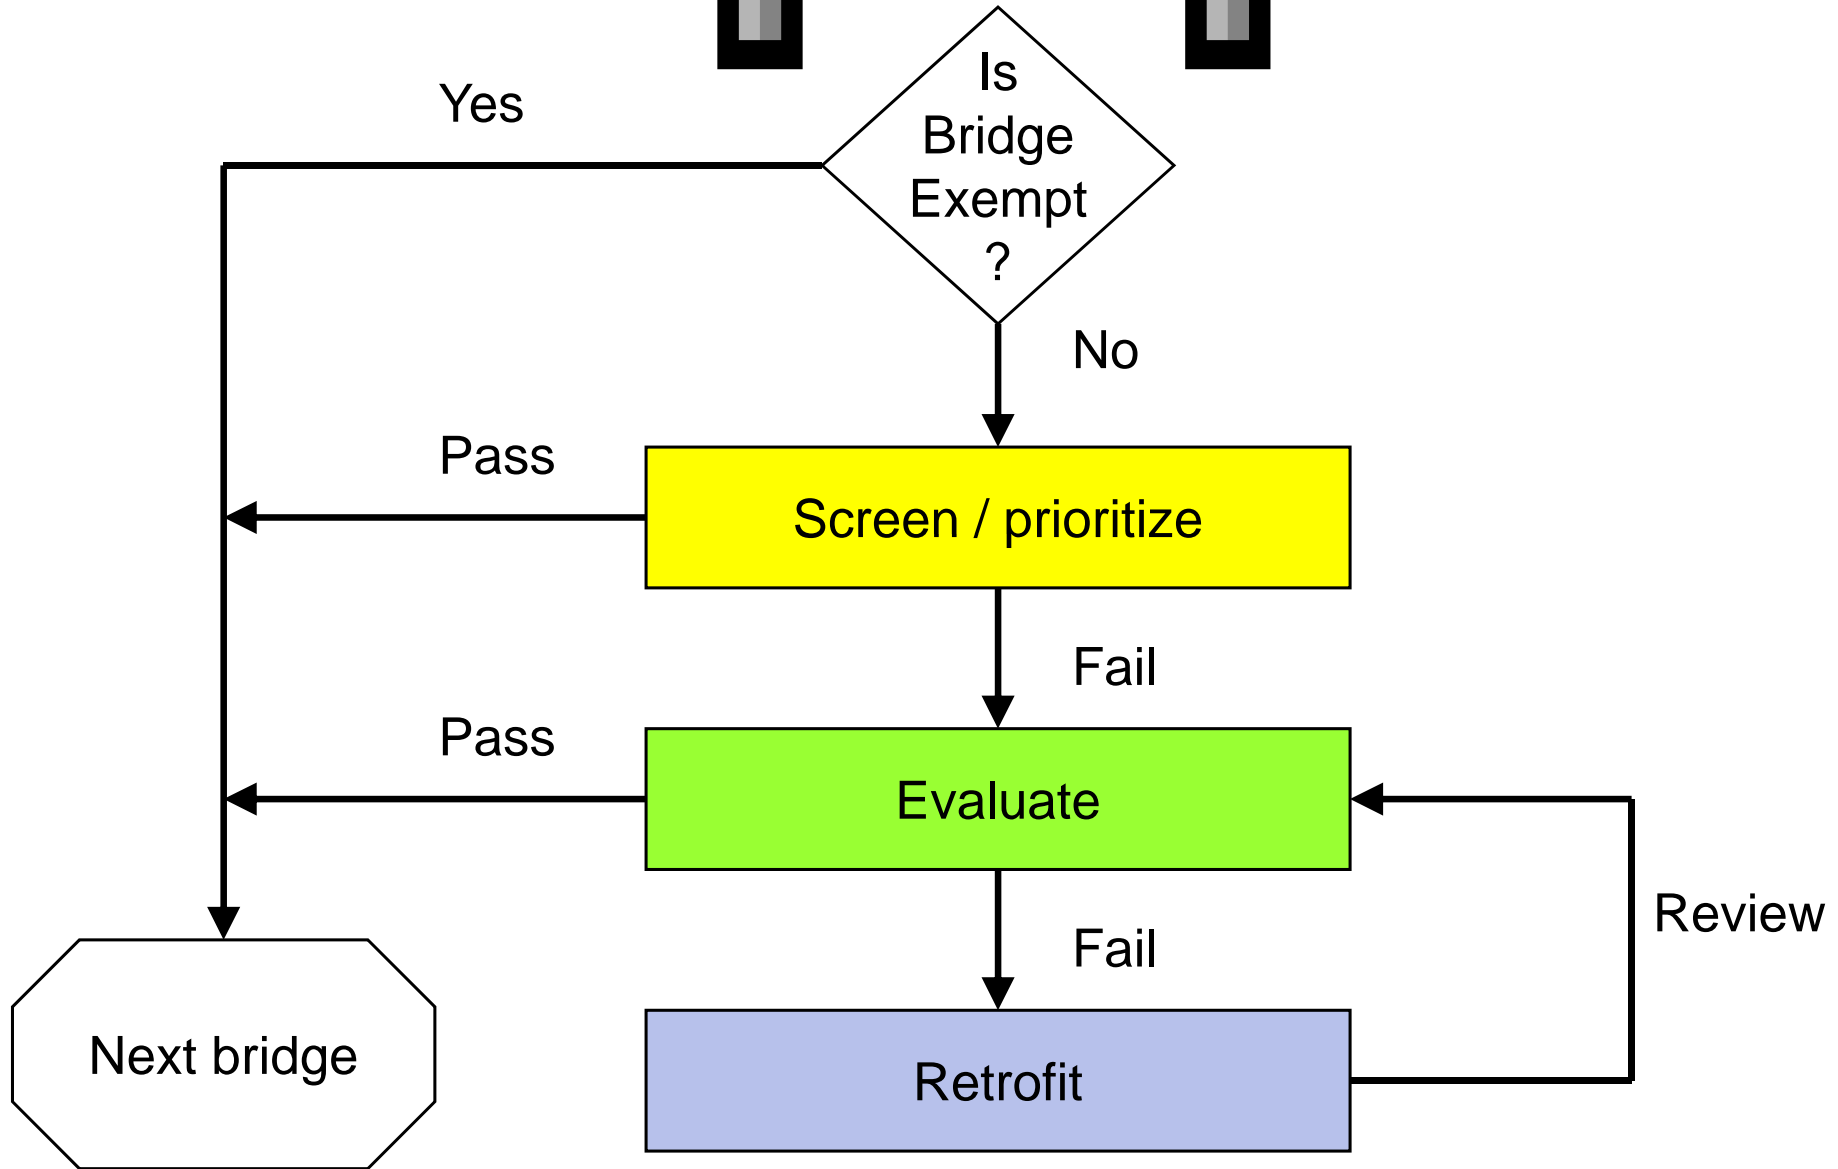 Yes
Is
Bridge
Exempt
?
No
Pass
Screen / prioritize
Fail
Pass
Evaluate
Review
Fail
Next bridge
Retrofit